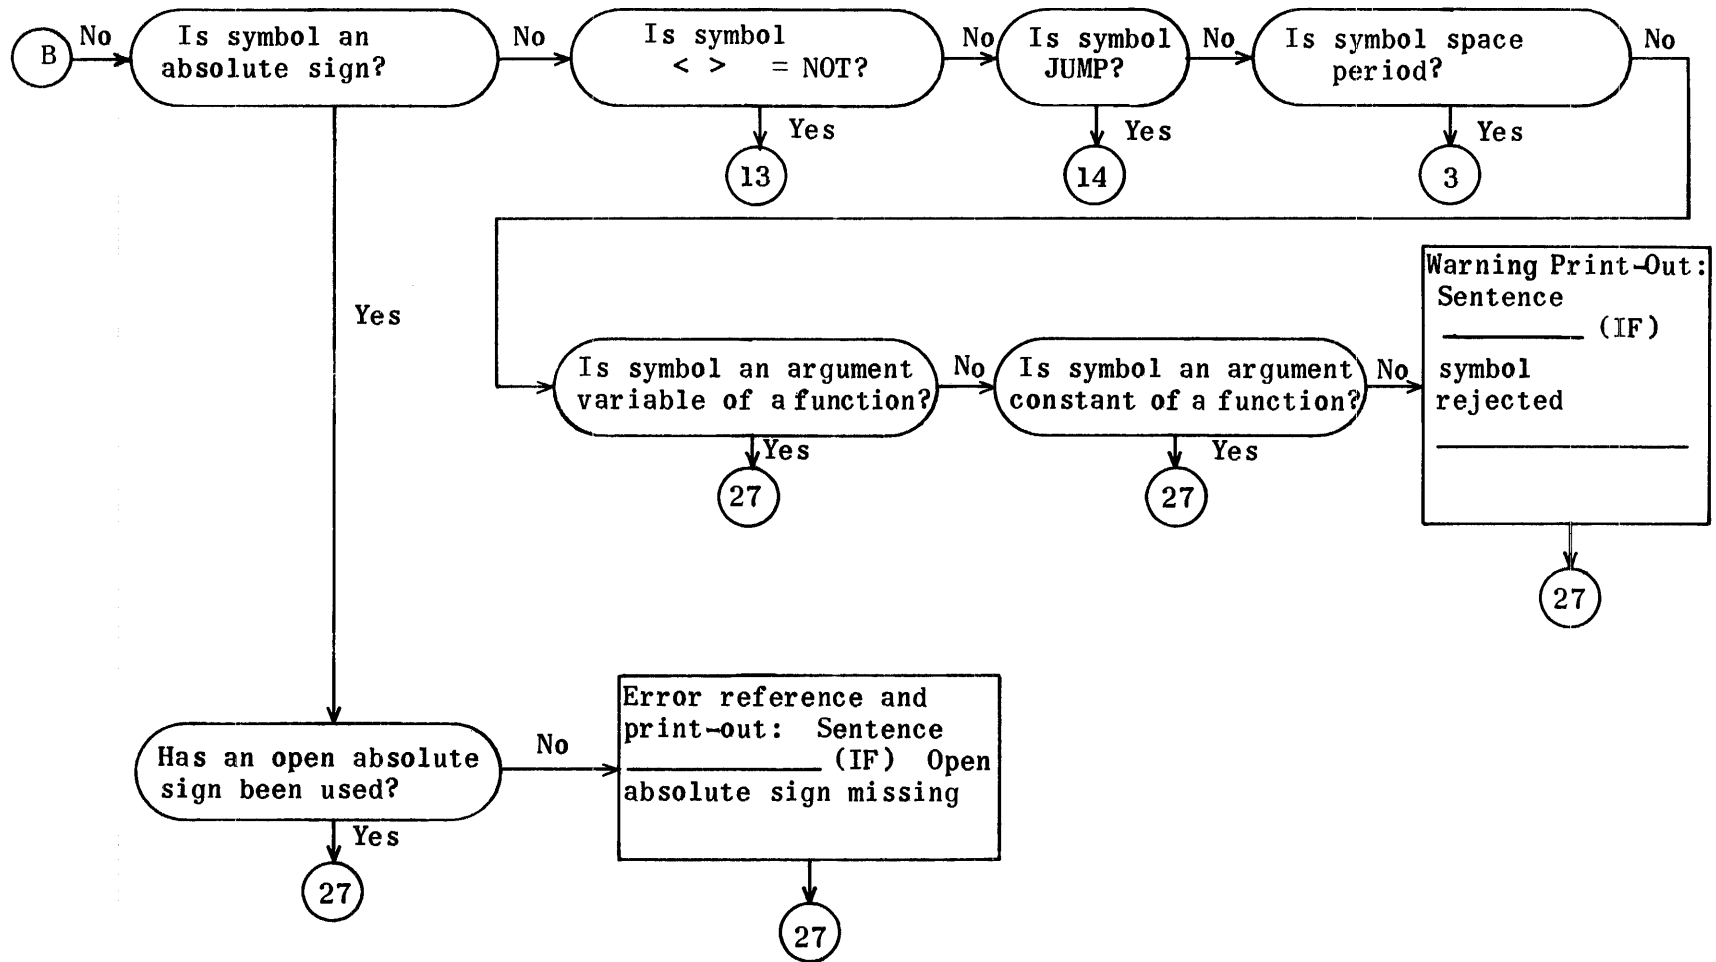 B
No
Is symbol an
absolute sign?
No
Is symbol
< > = NOT?
No
Is symbol
JUMP?
No
Is symbol space
period?
No
Yes
13
Yes
14
Yes
3
Yes
Is symbol an argument
variable of a function?
No
Is symbol an argument
constant of a function?
No
Warning Print-Out:
Sentence
________ (IF)
symbol
rejected
________
Yes
27
Yes
27
27
Has an open absolute
sign been used?
No
Error reference and
print-out: Sentence
________ (IF) Open
absolute sign missing
Yes
27
27